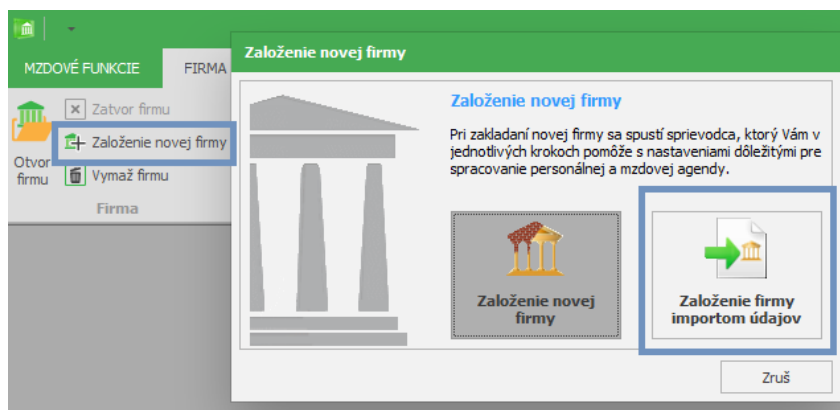 MZDOVÉ FUNKCIE
FIRMA
Otvor
firmu
Zatvor firmu
Založenie novej firmy
Vymaž firmu
Firma
Založenie novej firmy
Založenie novej firmy
Pri zakladaní novej firmy sa spustí sprievodca, ktorý Vám v
jednotlivých krokoch pomôže s nastaveniami dôležitými pre
spracovanie personálnej a mzdovej agendy.
Založenie novej
firmy
Založenie firmy
importom údajov
Zruš